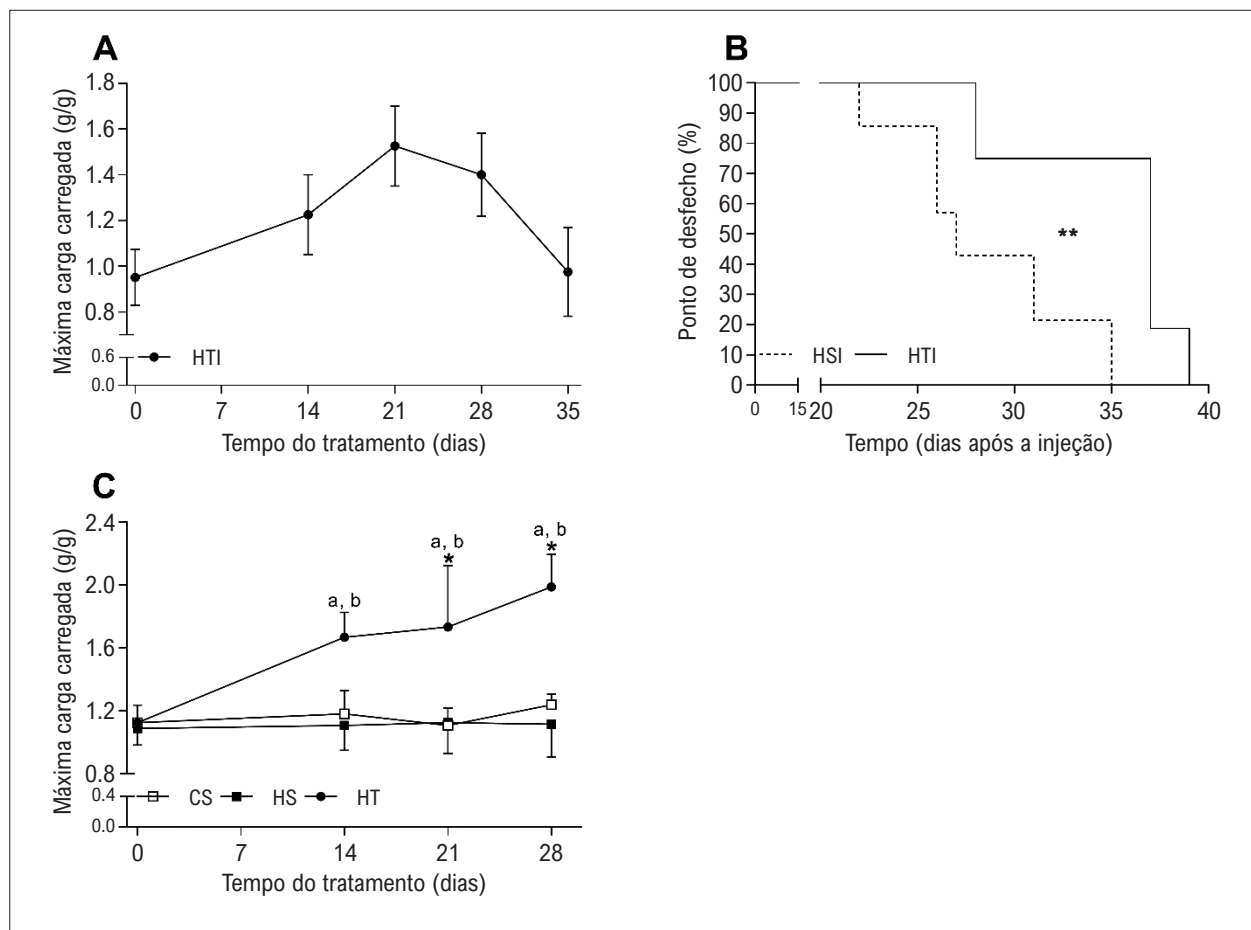 A
Máxima carga carregada (g/g)
1.8
1.6
1.4
1.2
1.0
0.8
0.6
0.0
HTI
0 7 14 21 28 35
Tempo do tratamento (dias)
B
Ponto de desfecho (%)
100
90
80
70
60
50
40
30
20
10
0
**
HSI HTI
0 15 20 25 30 35 40
Tempo (dias após a injeção)
C
Máxima carga carregada (g/g)
2.4
2.0
1.6
1.2
0.8
0.4
0.0
a, b
a, b
*
a, b
*
CS HS HT
0 7 14 21 28
Tempo do tratamento (dias)